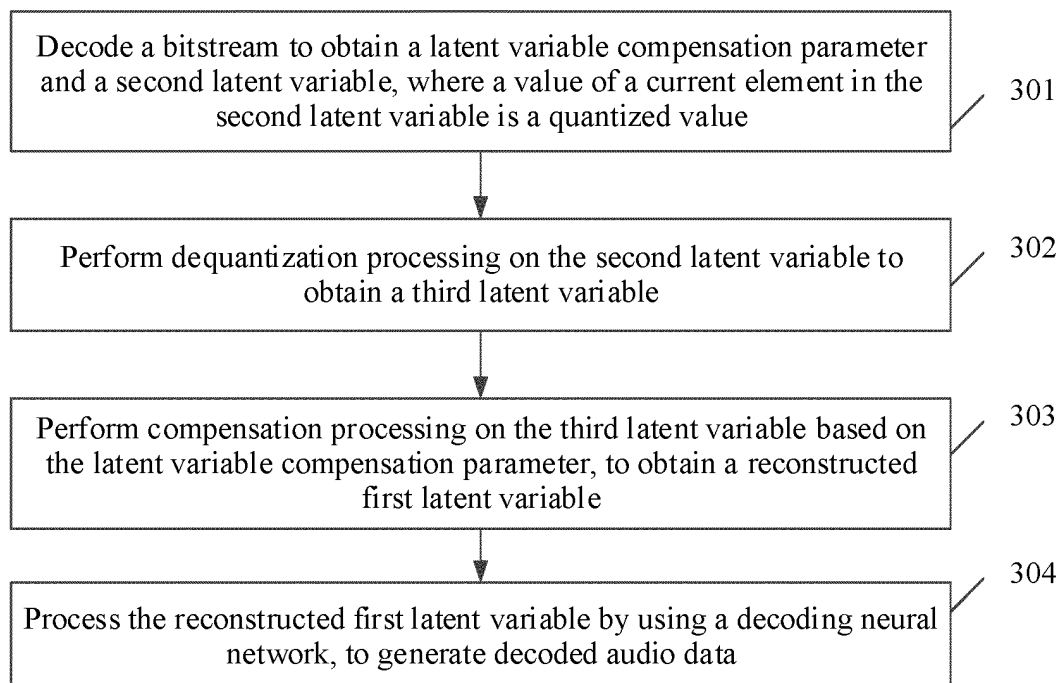 Decode a bitstream to obtain a latent variable compensation parameter
and a second latent variable, where a value of a current element in the
second latent variable is a quantized value
301
Perform dequantization processing on the second latent variable to
obtain a third latent variable
302
Perform compensation processing on the third latent variable based on
the latent variable compensation parameter, to obtain a reconstructed
first latent variable
303
Process the reconstructed first latent variable by using a decoding neural
network, to generate decoded audio data
304